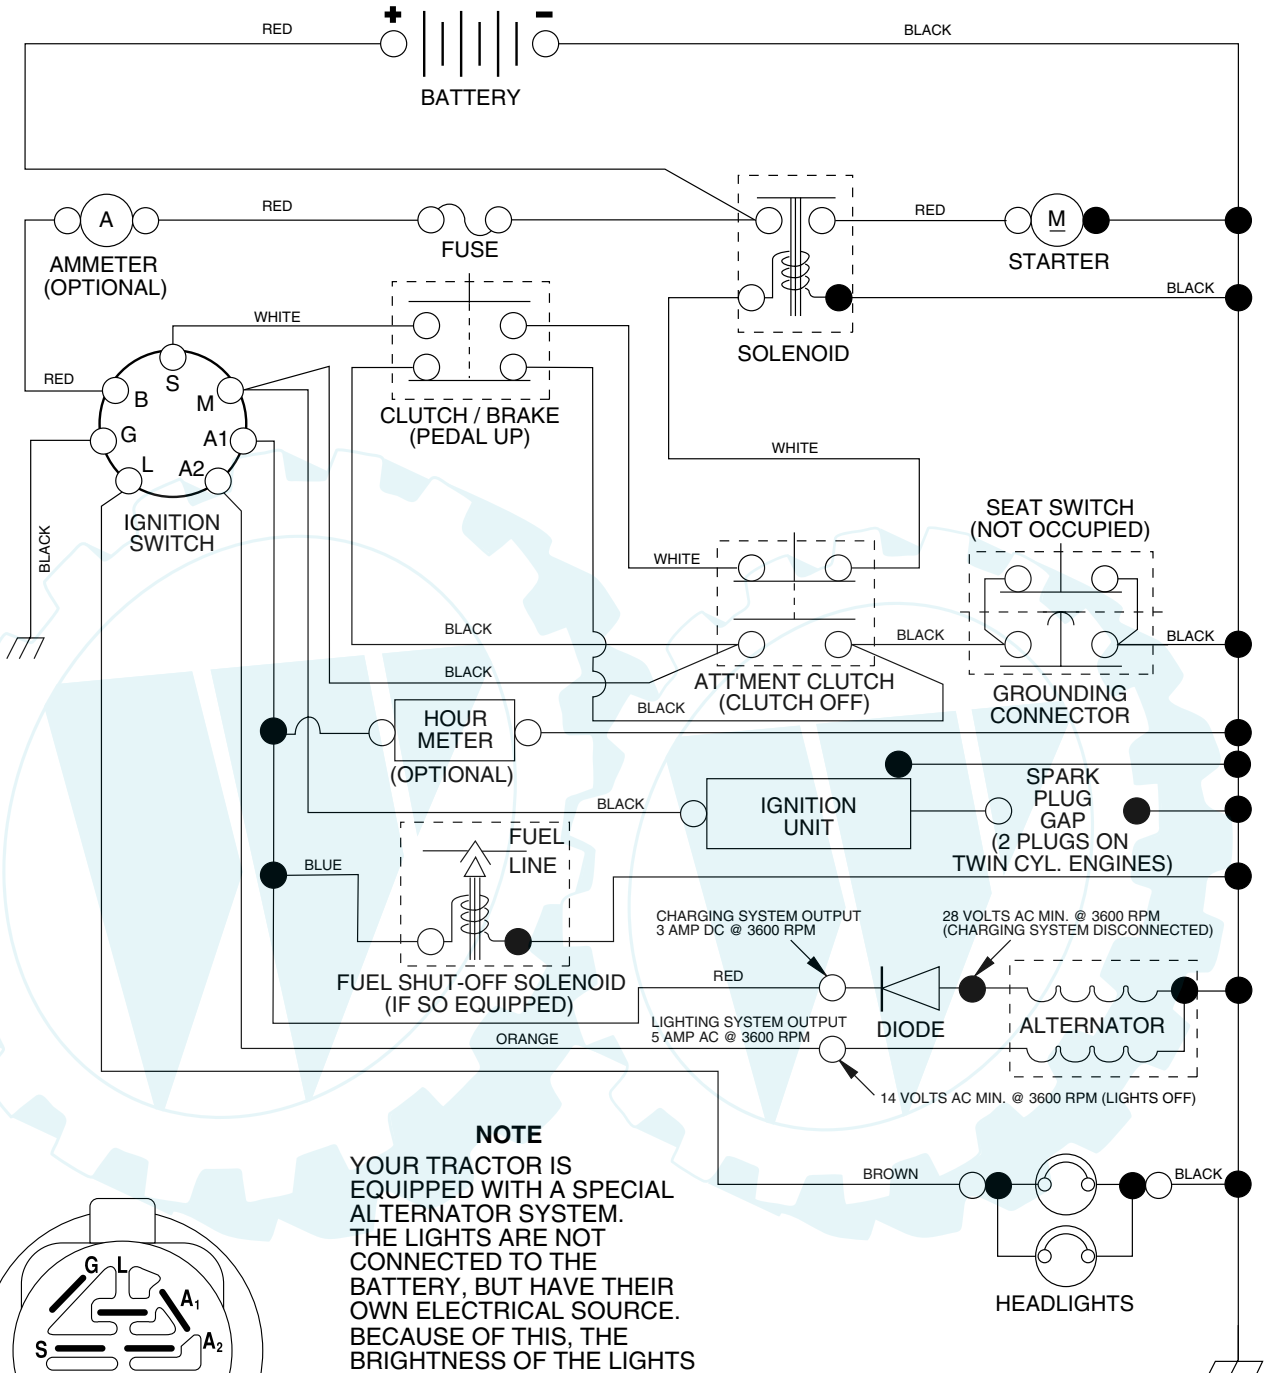 + −
RED
BLACK
BATTERY
RED
A
RED
M
FUSE
STARTER
AMMETER
(OPTIONAL)
BLACK
WHITE
SOLENOID
RED
S
B
M
CLUTCH / BRAKE
(PEDAL UP)
G
A1
L
A2
WHITE
IGNITION
SWITCH
BLACK
SEAT SWITCH
(NOT OCCUPIED)
WHITE
BLACK
BLACK
BLACK
BLACK
ATT'MENT CLUTCH
(CLUTCH OFF)
BLACK
GROUNDING
CONNECTOR
HOUR
METER
(OPTIONAL)
BLACK
IGNITION
UNIT
SPARK
PLUG
GAP
(2 PLUGS ON
TWIN CYL. ENGINES)
FUEL
LINE
BLUE
CHARGING SYSTEM OUTPUT
3 AMP DC @ 3600 RPM
28 VOLTS AC MIN. @ 3600 RPM
(CHARGING SYSTEM DISCONNECTED)
FUEL SHUT-OFF SOLENOID
(IF SO EQUIPPED)
RED
DIODE
ALTERNATOR
LIGHTING SYSTEM OUTPUT
5 AMP AC @ 3600 RPM
ORANGE
14 VOLTS AC MIN. @ 3600 RPM (LIGHTS OFF)
NOTE
YOUR TRACTOR IS
EQUIPPED WITH A SPECIAL
ALTERNATOR SYSTEM.
THE LIGHTS ARE NOT
CONNECTED TO THE
BATTERY, BUT HAVE THEIR
OWN ELECTRICAL SOURCE.
BECAUSE OF THIS, THE
BRIGHTNESS OF THE LIGHTS
BROWN
BLACK
HEADLIGHTS
G L
A1
S
A2